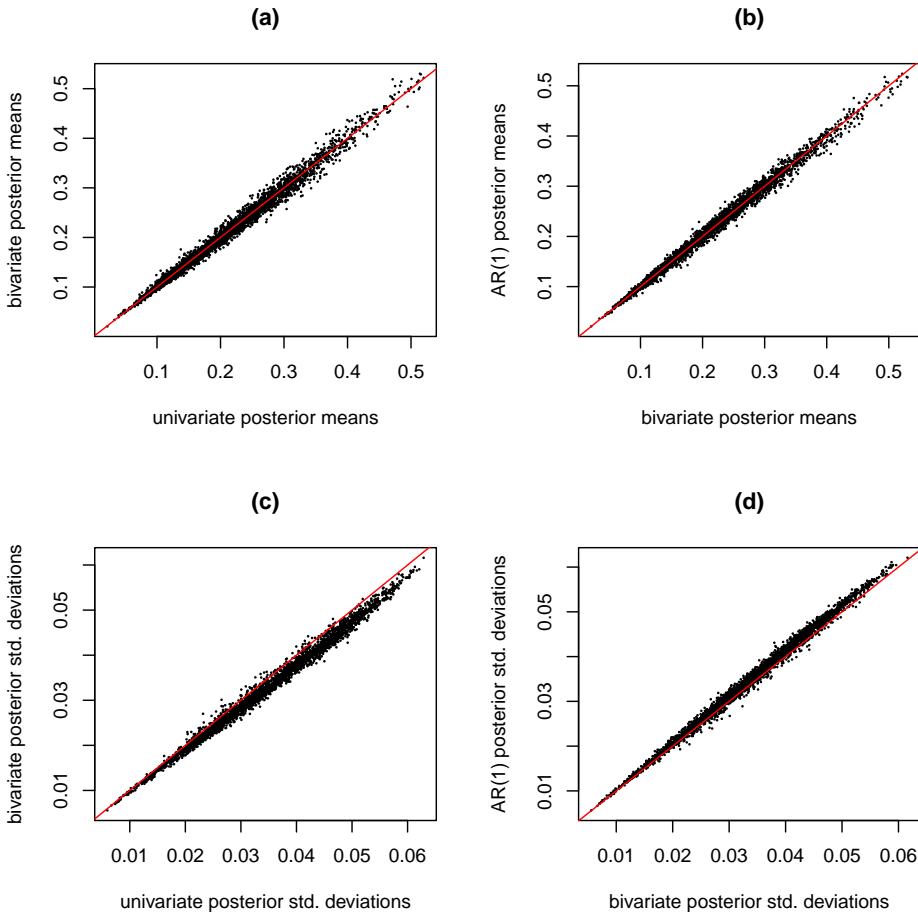 (a)
bivariate posterior means
0.1 0.2 0.3 0.4 0.5
0.1 0.2 0.3 0.4 0.5
univariate posterior means
(b)
AR(1) posterior means
0.1 0.2 0.3 0.4 0.5
0.1 0.2 0.3 0.4 0.5
bivariate posterior means
(c)
bivariate posterior std. deviations
0.01 0.03 0.05
0.01 0.02 0.03 0.04 0.05 0.06
univariate posterior std. deviations
(d)
AR(1) posterior std. deviations
0.01 0.03 0.05
0.01 0.02 0.03 0.04 0.05 0.06
bivariate posterior std. deviations